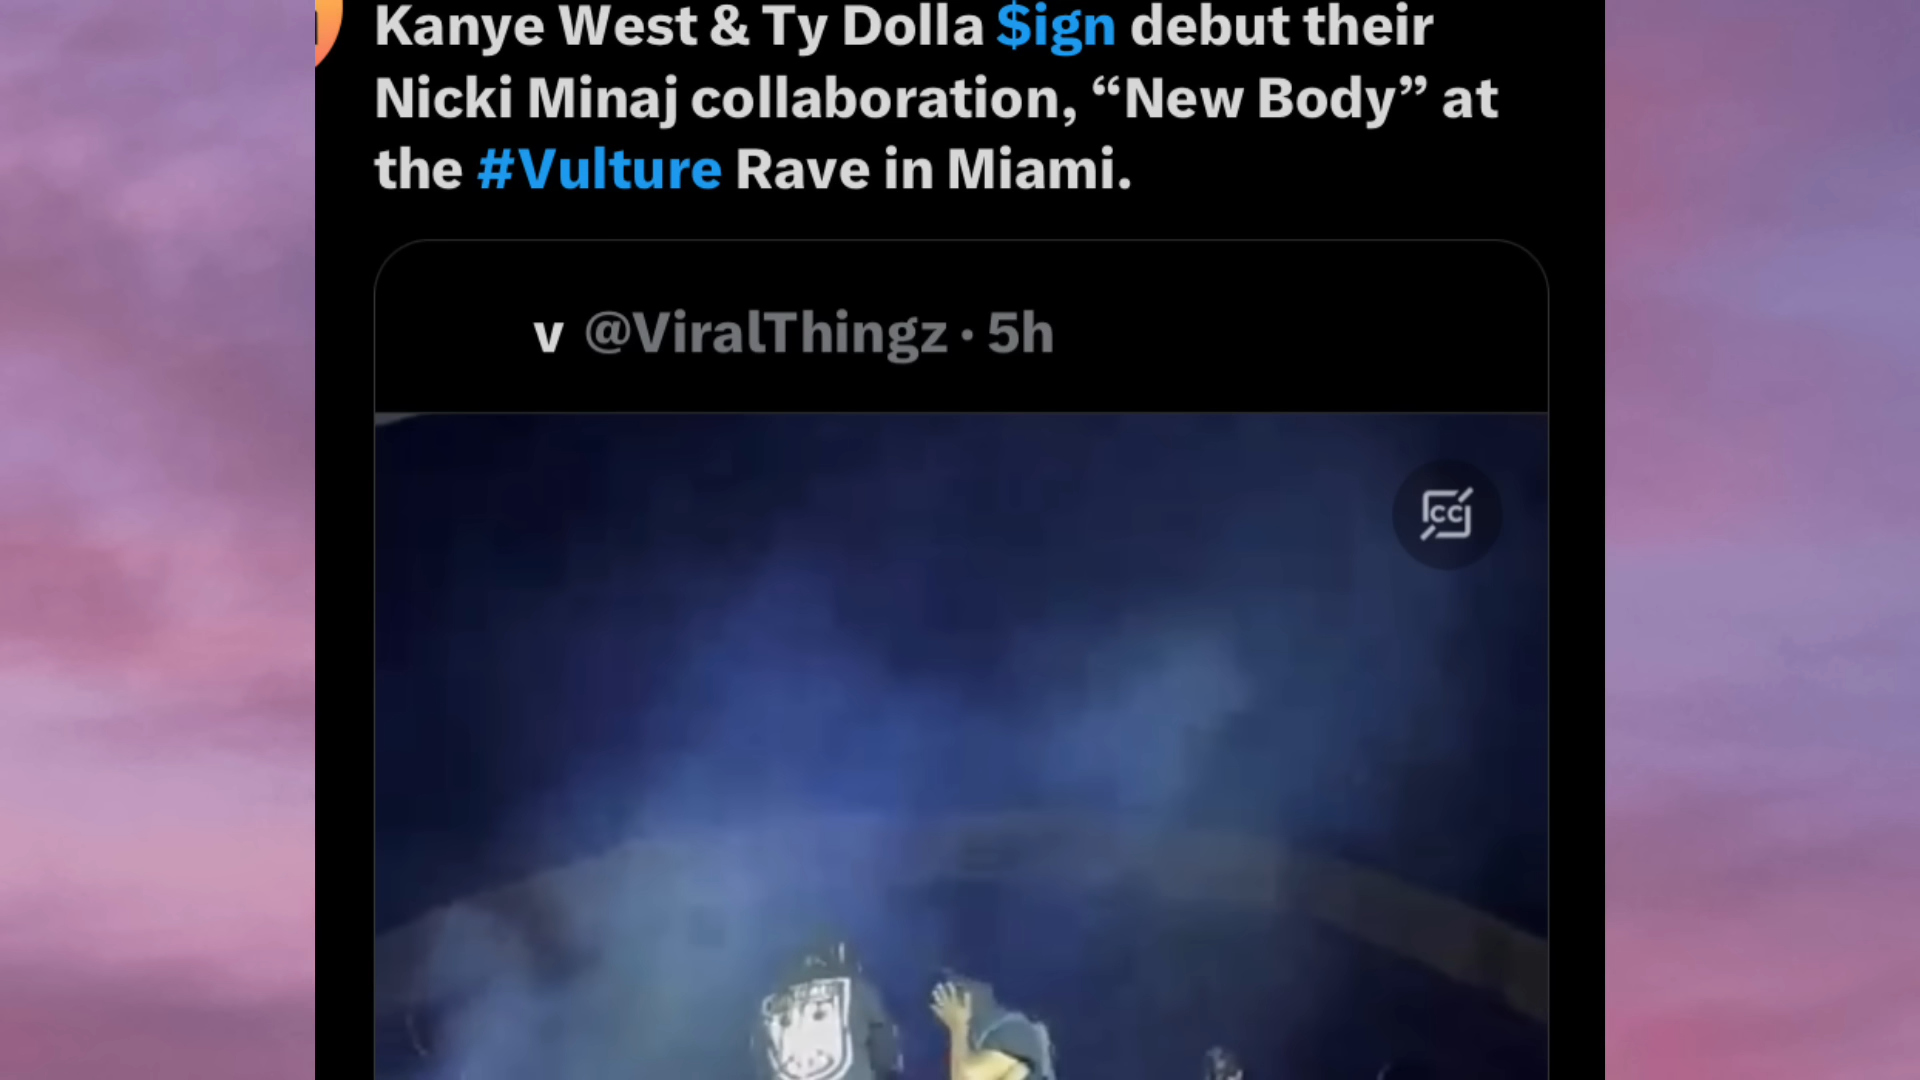 Kanye West & Ty Dolla $ign debut their
Nicki Minaj collaboration, “New Body” at
the #Vulture Rave in Miami.
v @ViralThingz · 5h
CC